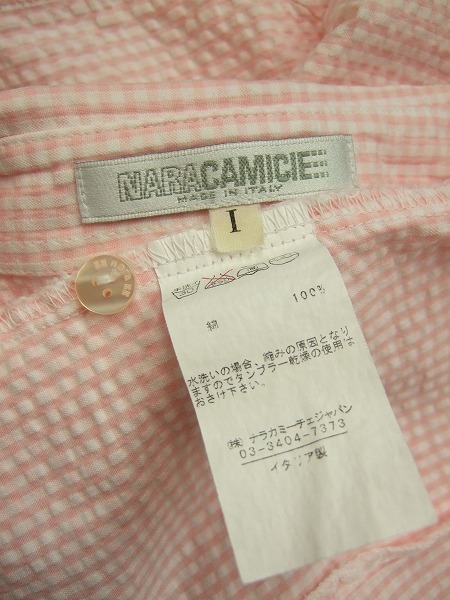 NARACAMICIE
MADE IN ITALY
I
綿 100%
水洗いの場合、縮みの原因となり
ますのでタンブラー乾燥の使用は
おさけ下さい。
(株) ナラカミーチェジャパン
03-3404-7373
イタリア製